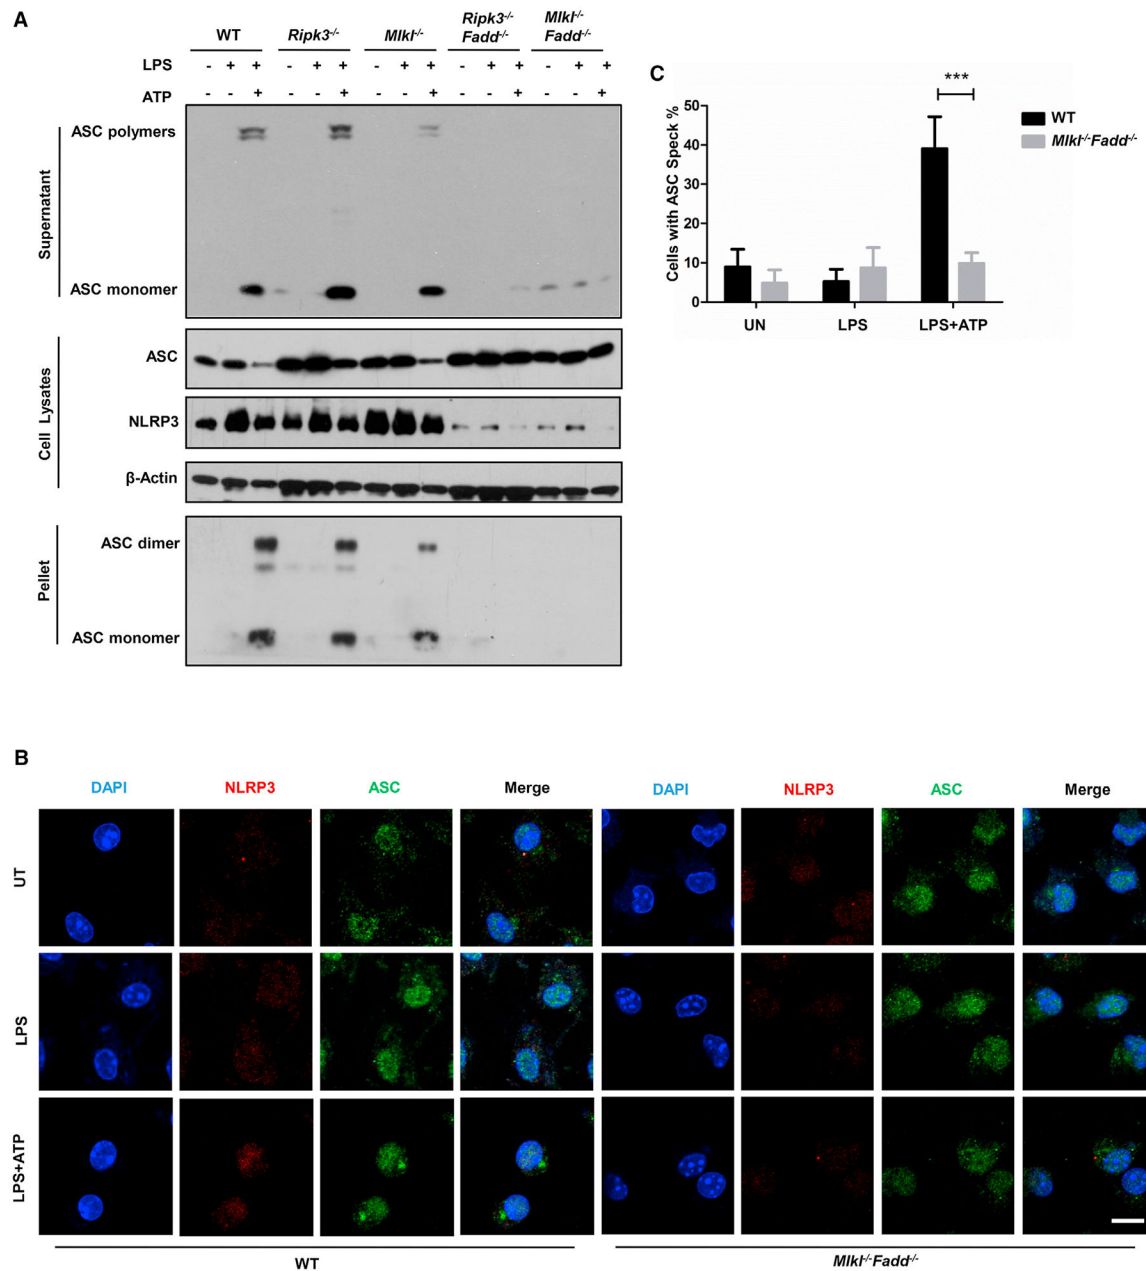 A
WT Ripk3-/- Mlkl-/- Ripk3-/- Fadd-/- Mlkl-/- Fadd-/-
LPS - + + - + + - + + - + + - + +
ATP - - + - - + - - + - - + - - +
Supernatant
ASC polymers
ASC monomer
Cell Lysates
ASC
NLRP3
β-Actin
Pellet
ASC dimer
ASC monomer
C
Cells with ASC Speck %
50
40
30
20
10
0
***
WT
Mlkl-/-Fadd-/-
UN LPS LPS+ATP
B
DAPI NLRP3 ASC Merge DAPI NLRP3 ASC Merge
UT
LPS
LPS+ATP
WT Mlkl-/-Fadd-/-